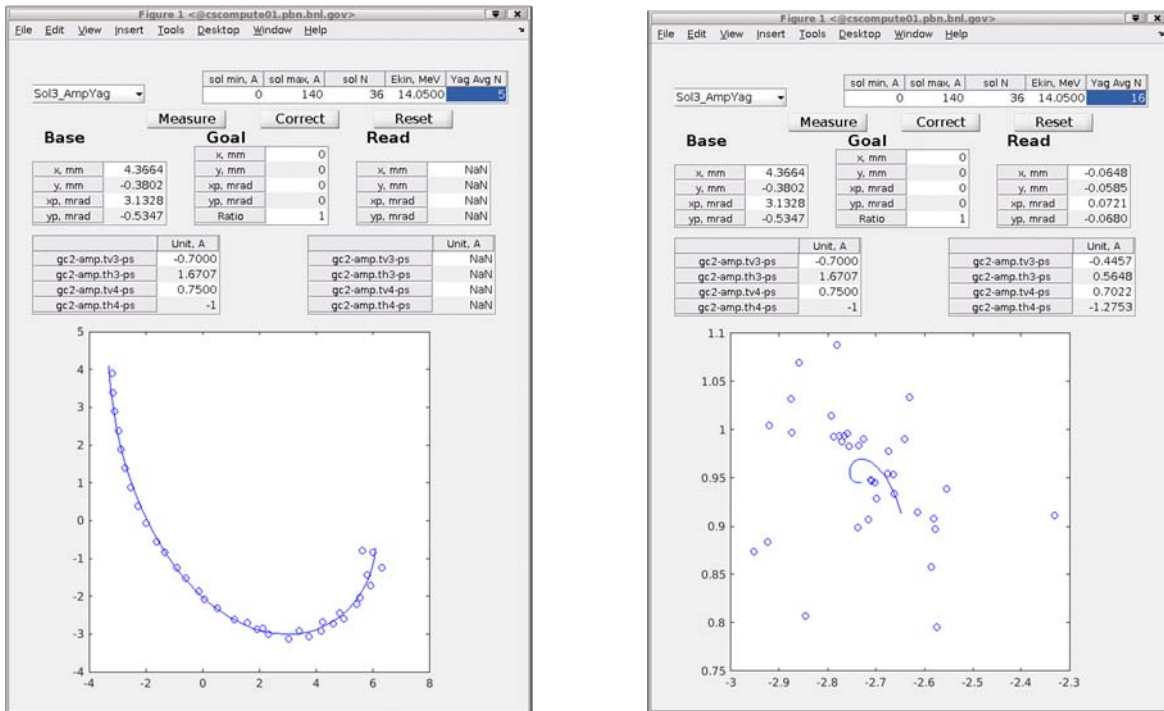 Figure 1 <@cscompute01.pbn.bnl.gov>
File Edit View Insert Tools Desktop Window Help
sol min, A sol max, A sol N Ekin, MeV Yag Avg N
Sol3_AmpYag 0 140 36 14.0500 5
Measure Correct Reset
Base Goal Read
x, mm 4.3664 x, mm 0 x, mm NaN
y, mm -0.3802 y, mm 0 y, mm NaN
xp, mrad 3.1328 xp, mrad 0 xp, mrad NaN
yp, mrad -0.5347 yp, mrad 0 yp, mrad NaN
Ratio 1
Unit, A Unit, A
gc2-amp.tv3-ps -0.7000 gc2-amp.tv3-ps NaN
gc2-amp.th3-ps 1.6707 gc2-amp.th3-ps NaN
gc2-amp.tv4-ps 0.7500 gc2-amp.tv4-ps NaN
gc2-amp.th4-ps -1 gc2-amp.th4-ps NaN
5
4
3
2
1
0
-1
-2
-3
-4
-4 -2 0 2 4 6 8
Figure 1 <@cscompute01.pbn.bnl.gov>
File Edit View Insert Tools Desktop Window Help
sol min, A sol max, A sol N Ekin, MeV Yag Avg N
Sol3_AmpYag 0 140 36 14.0500 16
Measure Correct Reset
Base Goal Read
x, mm 4.3664 x, mm 0 x, mm -0.0648
y, mm -0.3802 y, mm 0 y, mm -0.0585
xp, mrad 3.1328 xp, mrad 0 xp, mrad 0.0721
yp, mrad -0.5347 yp, mrad 0 yp, mrad -0.0680
Ratio 1
Unit, A Unit, A
gc2-amp.tv3-ps -0.7000 gc2-amp.tv3-ps -0.4457
gc2-amp.th3-ps 1.6707 gc2-amp.th3-ps 0.5648
gc2-amp.tv4-ps 0.7500 gc2-amp.tv4-ps 0.7022
gc2-amp.th4-ps -1 gc2-amp.th4-ps -1.2753
1.1
1.05
1
0.95
0.9
0.85
0.8
0.75
-3 -2.9 -2.8 -2.7 -2.6 -2.5 -2.4 -2.3